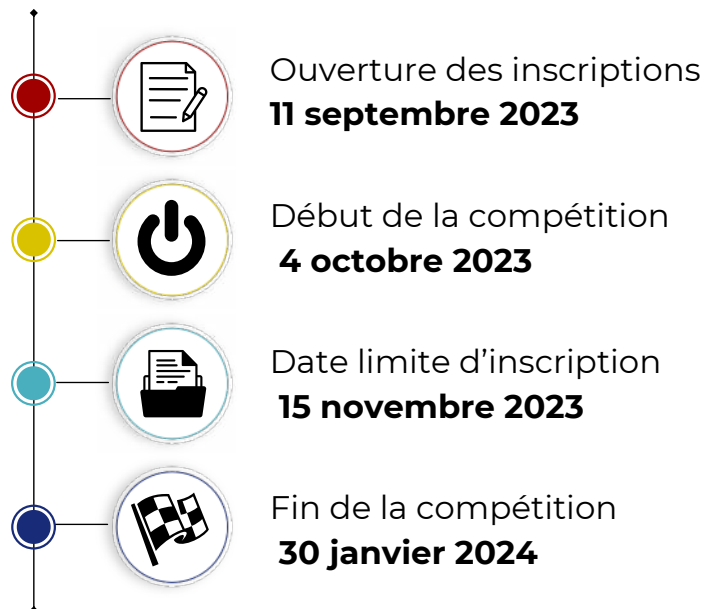 Ouverture des inscriptions
11 septembre 2023
Début de la compétition
4 octobre 2023
Date limite d’inscription
15 novembre 2023
Fin de la compétition
30 janvier 2024